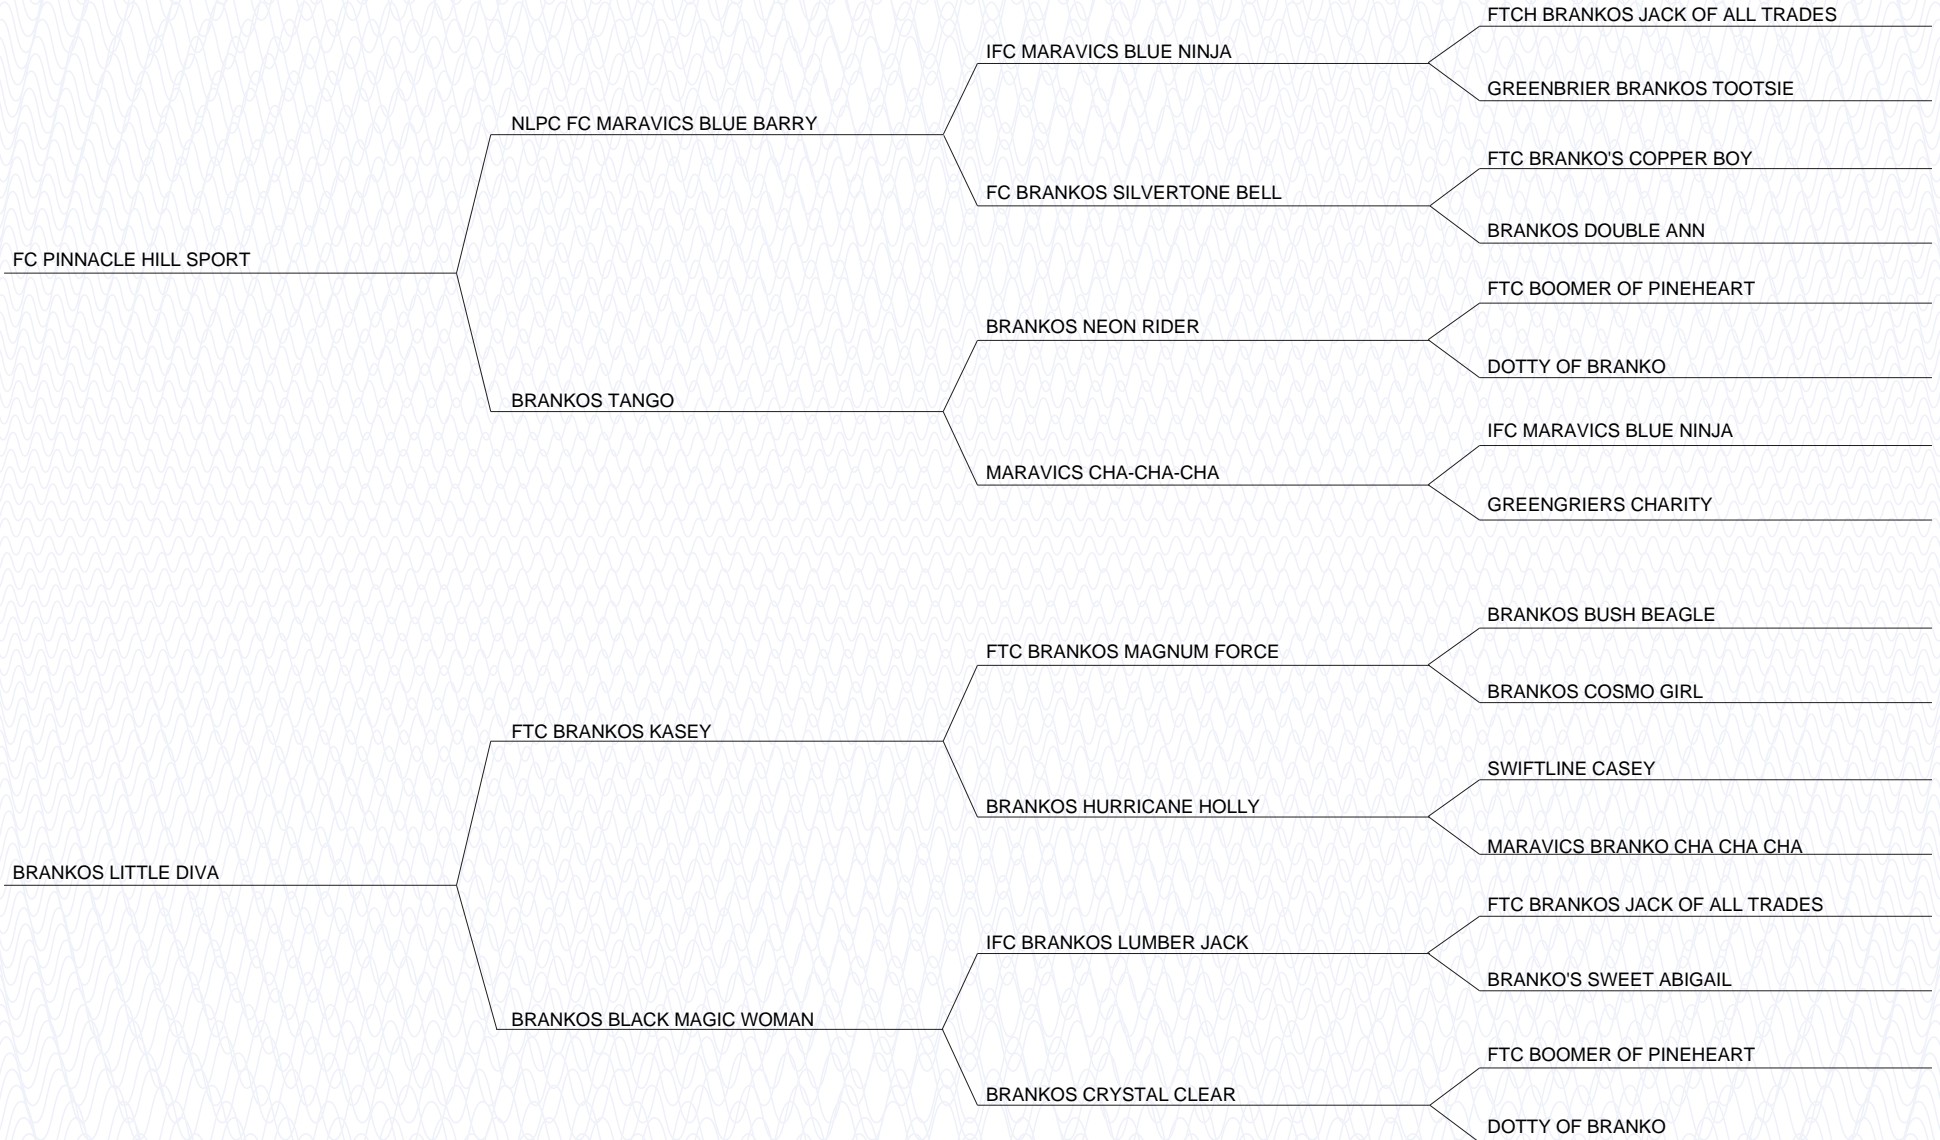 FTCH BRANKOS JACK OF ALL TRADES
IFC MARAVICS BLUE NINJA
GREENBRIER BRANKOS TOOTSIE
NLPC FC MARAVICS BLUE BARRY
FTC BRANKO'S COPPER BOY
FC BRANKOS SILVERTONE BELL
BRANKOS DOUBLE ANN
FC PINNACLE HILL SPORT
FTC BOOMER OF PINEHEART
BRANKOS NEON RIDER
DOTTY OF BRANKO
BRANKOS TANGO
IFC MARAVICS BLUE NINJA
MARAVICS CHA-CHA-CHA
GREENGRIERS CHARITY
BRANKOS BUSH BEAGLE
FTC BRANKOS MAGNUM FORCE
BRANKOS COSMO GIRL
FTC BRANKOS KASEY
SWIFTLINE CASEY
BRANKOS HURRICANE HOLLY
MARAVICS BRANKO CHA CHA CHA
BRANKOS LITTLE DIVA
FTC BRANKOS JACK OF ALL TRADES
IFC BRANKOS LUMBER JACK
BRANKO'S SWEET ABIGAIL
BRANKOS BLACK MAGIC WOMAN
FTC BOOMER OF PINEHEART
BRANKOS CRYSTAL CLEAR
DOTTY OF BRANKO